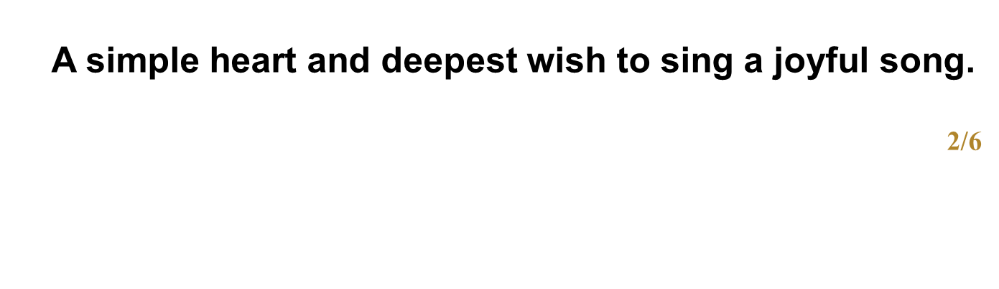 A simple heart and deepest wish to sing a joyful song.
2/6